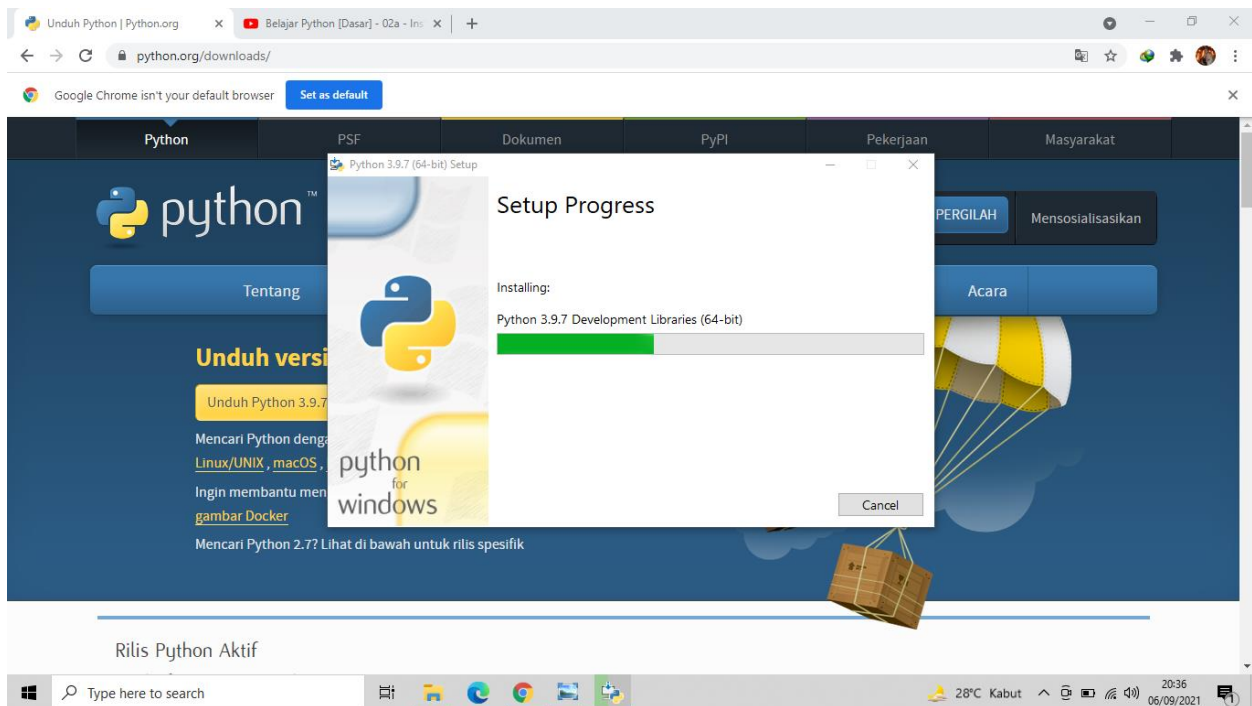 Unduh Python | Python.org
Belajar Python [Dasar] - 02a - Ins
python.org/downloads/
Google Chrome isn't your default browser
Set as default
Python
PSF
Dokumen
PyPI
Pekerjaan
Masyarakat
python™
PERGILAH
Mensosialisasikan
Tentang
Acara
Python 3.9.7 (64-bit) Setup
Setup Progress
Installing:
Python 3.9.7 Development Libraries (64-bit)
python
for
windows
Cancel
Unduh versi
Unduh Python 3.9.7
Mencari Python denga
Linux/UNIX , macOS ,
Ingin membantu men
gambar Docker
Mencari Python 2.7? Lihat di bawah untuk rilis spesifik
Rilis Python Aktif
Type here to search
28°C Kabut
20:36
06/09/2021
1